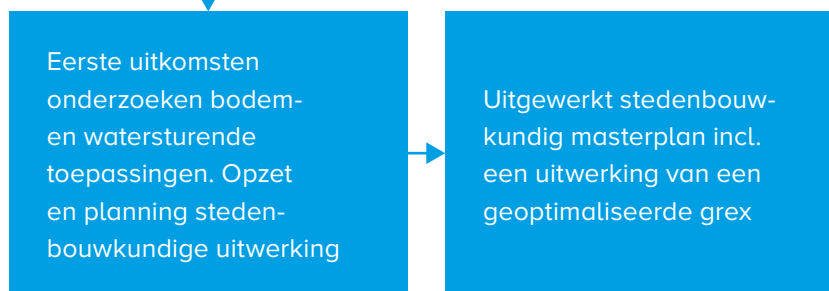 Eerste uitkomsten
onderzoeken bodem-
en watersturende
toepassingen. Opzet
en planning steden-
bouwkundige uitwerking
Uitgewerkt stedenbouw-
kundig masterplan incl.
een uitwerking van een
geoptimaliseerde grex